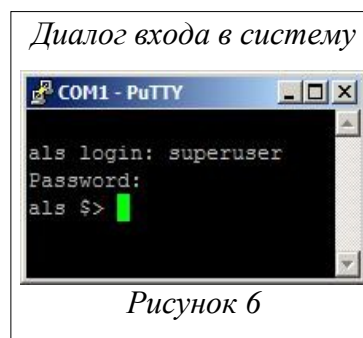 Диалог входа в систему
COM1 - PuTTY
als login: superuser
Password:
als $>
Рисунок 6